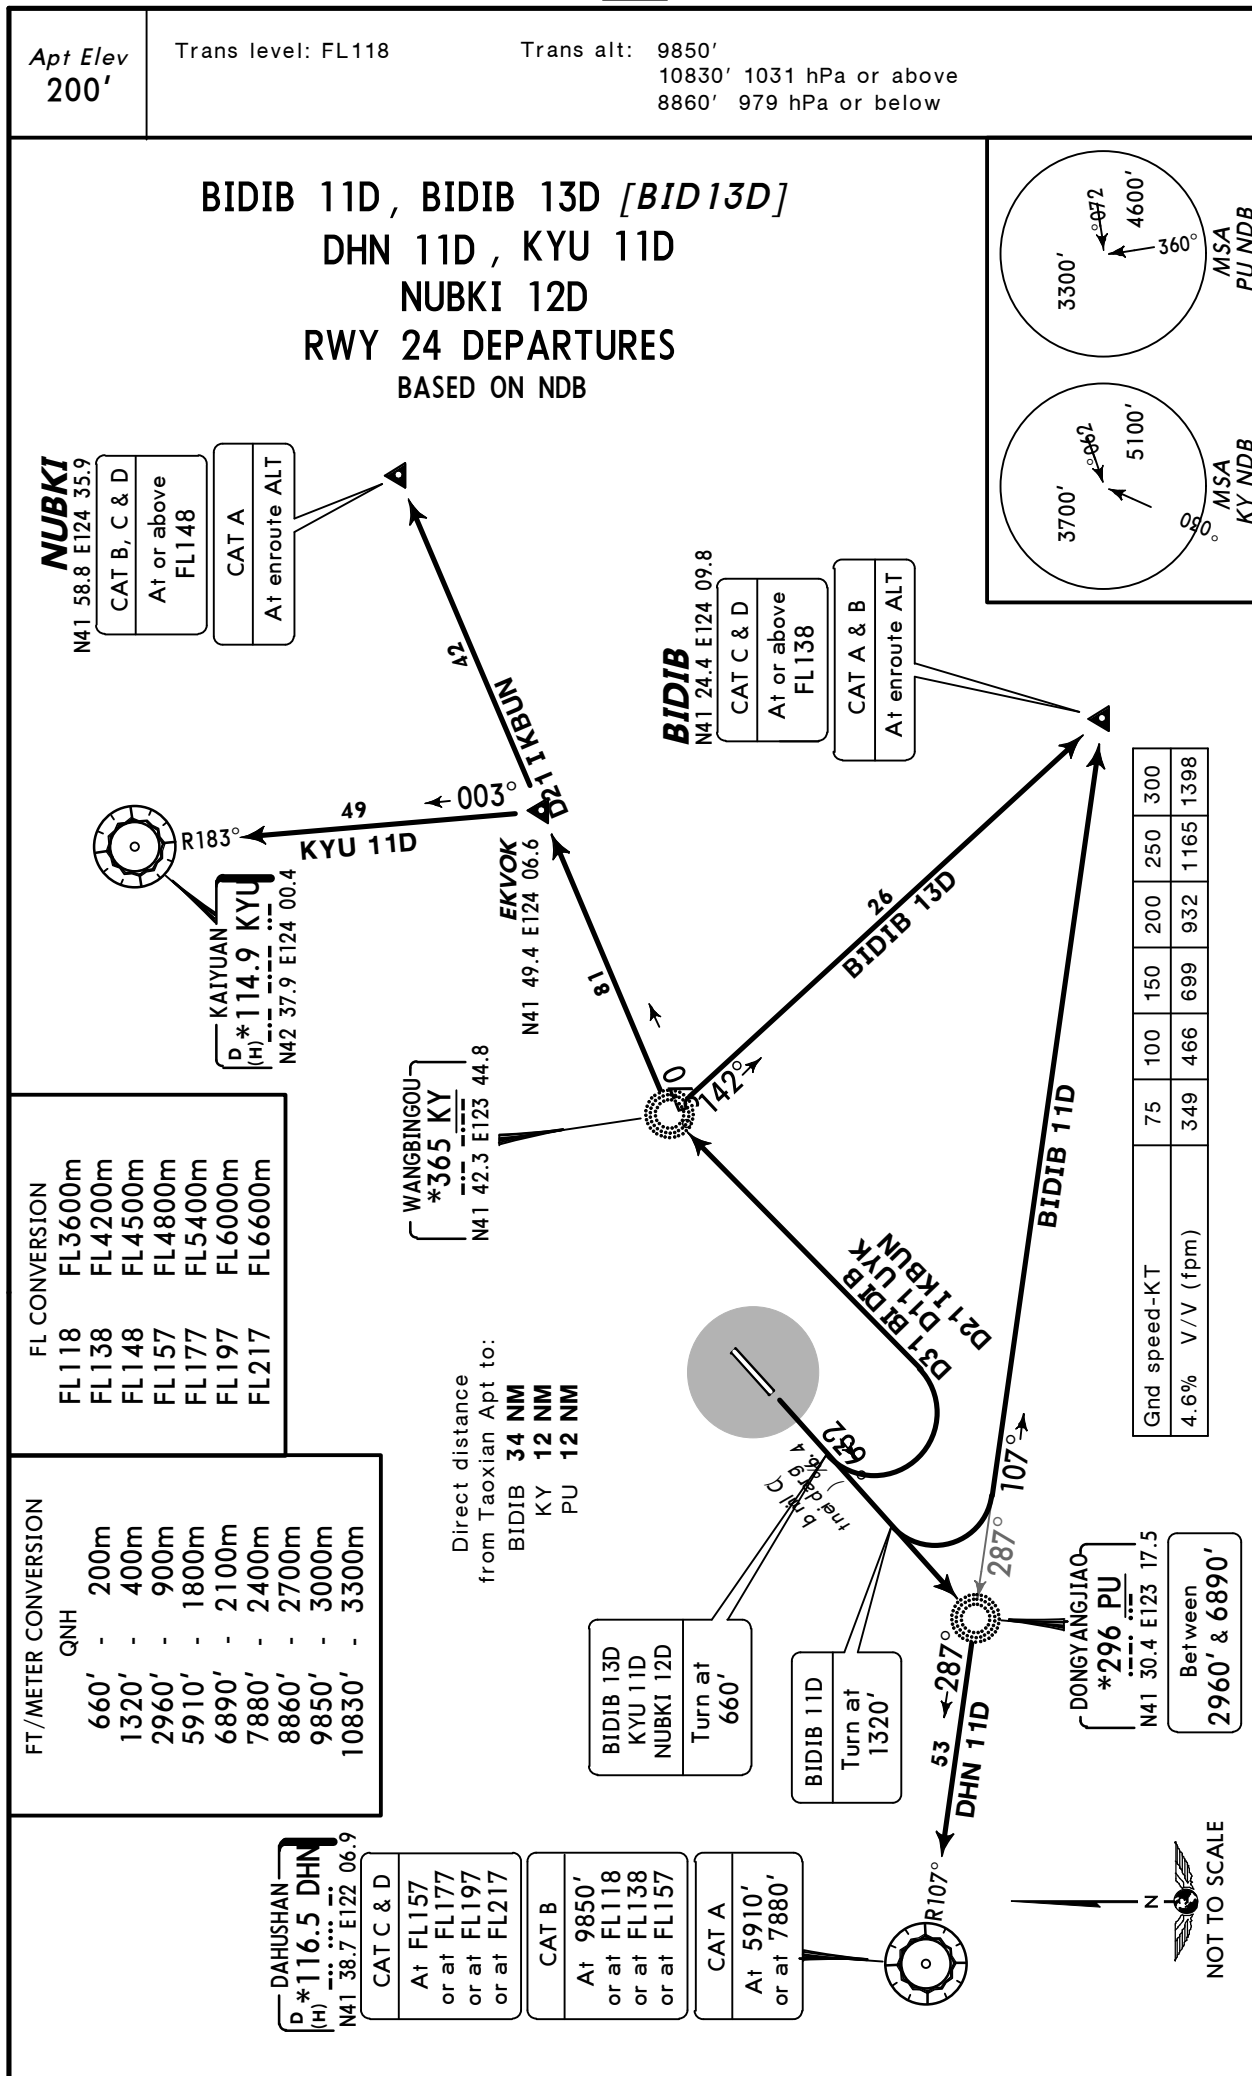 Apt Elev
200'
Trans level: FL118
Trans alt: 9850'
10830' 1031 hPa or above
8860' 979 hPa or below
BIDIB 11D, BIDIB 13D [BID13D]
DHN 11D, KYU 11D
NUBKI 12D
RWY 24 DEPARTURES
BASED ON NDB
072°
4600'
360°
3300'
MSA
PU NDB
062°
5100'
030°
3700'
MSA
KY NDB
NUBKI
N41 58.8 E124 35.9
CAT B, C & D
At or above
FL148
CAT A
At enroute ALT
BIDIB
N41 24.4 E124 09.8
CAT C & D
At or above
FL138
CAT A & B
At enroute ALT
42
D21 IKBUN
003°
49
KYU 11D
R183°
KAIYUAN
D
(H) *114.9 KYU
N42 37.9 E124 00.4
EKVOK
N41 49.4 E124 06.6
81
26
BIDIB 13D
142°
WANGBINGOU
*365 KY
N41 42.3 E123 44.8
BIDIB 11D
D31 BIDIB
D11 UYK
D21 IKBUN
FL CONVERSION
FL118 FL3600m
FL138 FL4200m
FL148 FL4500m
FL157 FL4800m
FL177 FL5400m
FL197 FL6000m
FL217 FL6600m
FT/METER CONVERSION
QNH
660' - 200m
1320' - 400m
2960' - 900m
5910' - 1800m
6890' - 2100m
7880' - 2400m
8860' - 2700m
9850' - 3000m
10830' - 3300m
Direct distance
from Taoxian Apt to:
BIDIB 34 NM
KY 12 NM
PU 12 NM
Gnd speed-KT 75 100 150 200 250 300
4.6% V/V (fpm) 349 466 699 932 1165 1398
107°
287°
BIDIB 13D
KYU 11D
NUBKI 12D
Turn at
660'
BIDIB 11D
Turn at
1320'
DONGYANGJIAO
*296 PU
N41 30.4 E123 17.5
Between
2960' & 6890'
287°
53
DHN 11D
R107°
DAHUSHAN
D
(H) *116.5 DHN
N41 38.7 E122 06.9
CAT C & D
At FL157
or at FL177
or at FL197
or at FL217
CAT B
At 9850'
or at FL118
or at FL138
or at FL157
CAT A
At 5910'
or at 7880'
N
NOT TO SCALE